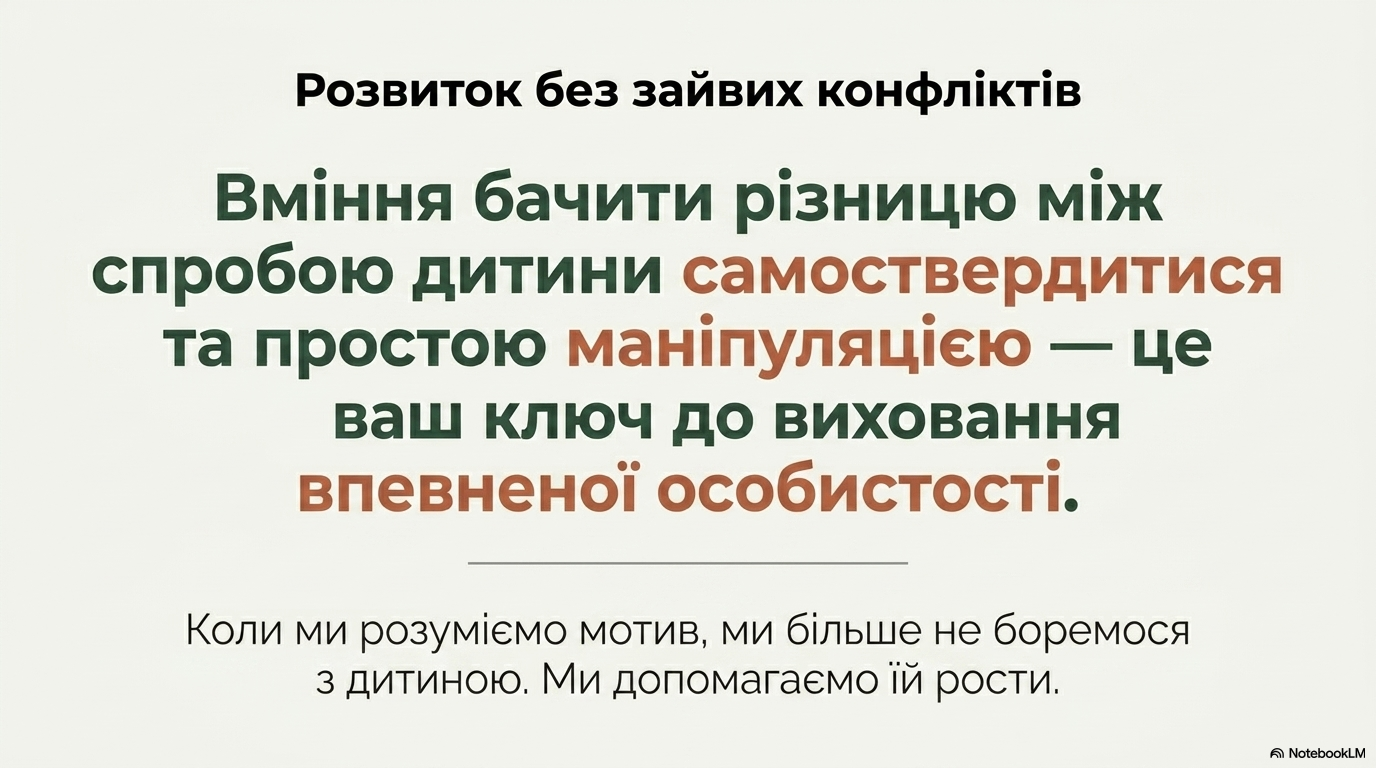 Розвиток без зайвих конфліктів
Вміння бачити різницю між
спробою дитини самоствердитися
та простою маніпуляцією — це
ваш ключ до виховання
впевненої особистості.
Коли ми розуміємо мотив, ми більше не боремося
з дитиною. Ми допомагаємо їй рости.
NotebookLM